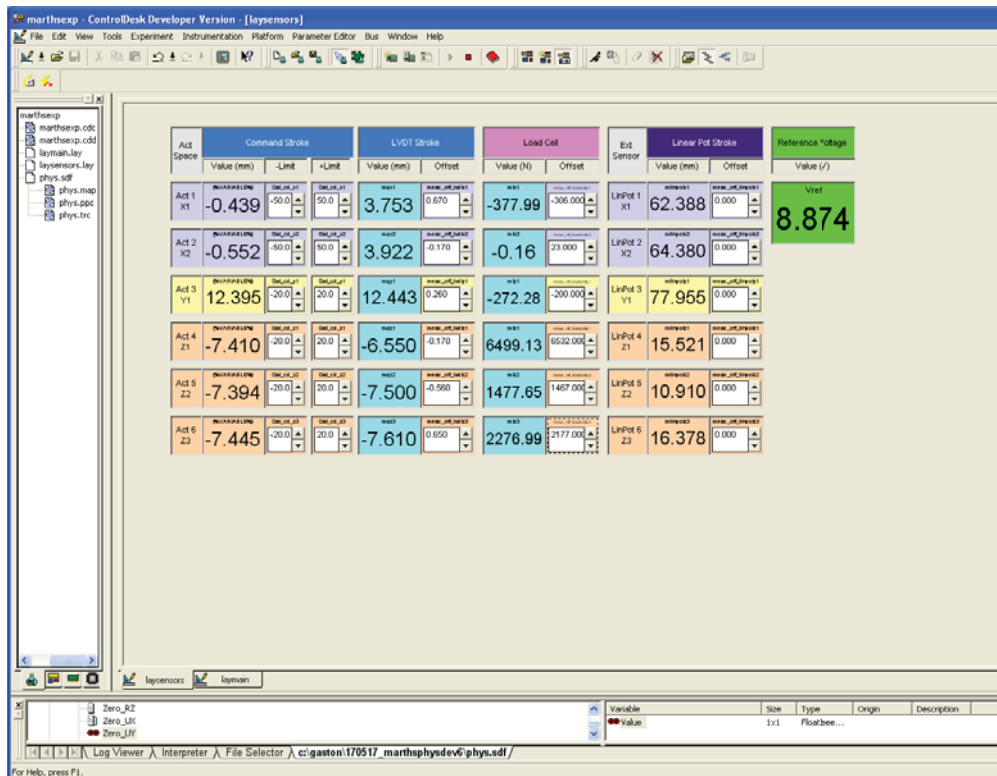 marthsexp - ControlDesk Developer Version - [laysensors]
File Edit View Tools Experiment Instrumentation Platform Parameter Editor Bus Window Help
marthsexp
marthsexp.cdc
marthsexp.cdd
laymain.lay
laysensors.lay
phys.sdf
phys.map
phys.ppc
phys.trc
Act Space Command Stroke LVDT Stroke Load Cell Ext Sensor Linear Pot Stroke Reference Voltage
Value (mm) -Limit +Limit Value (mm) Offset Value (N) Offset Value (mm) Offset Value (V)
Act 1 X1 -0.439 -50.0 50.0 3.753 0.670 -377.99 -306.000 LinPot 1 X1 62.388 0.000 Vref 8.874
Act 2 X2 -0.552 -50.0 50.0 3.922 -0.170 -0.16 23.000 LinPot 2 X2 64.380 0.000
Act 3 Y1 12.395 -20.0 20.0 12.443 0.260 -272.28 -200.000 LinPot 3 Y1 77.955 0.000
Act 4 Z1 -7.410 -20.0 20.0 -6.550 -0.170 6499.13 6532.000 LinPot 4 Z1 15.521 0.000
Act 5 Z2 -7.394 -20.0 20.0 -7.500 -0.560 1477.65 1467.000 LinPot 5 Z2 10.910 0.000
Act 6 Z3 -7.445 -20.0 20.0 -7.610 0.650 2276.99 2177.000 LinPot 6 Z3 16.378 0.000
laysensors laymain
Zero_RZ
Zero_UX
Zero_UY
Variable Size Type Origin Description
Value 1x1 Floatiee...
Log Viewer Interpreter File Selector c:\gaston\170517_marthsphysdev6\phys.sdf
For Help, press F1.